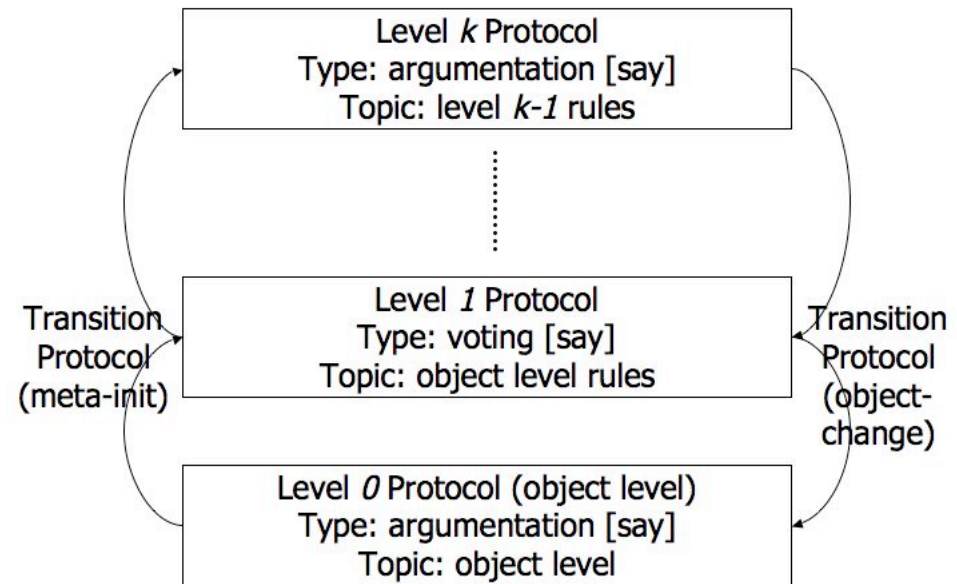 Level k Protocol
Type: argumentation [say]
Topic: level k-1 rules
Level 1 Protocol
Type: voting [say]
Topic: object level rules
Transition
Protocol
(meta-init)
Transition
Protocol
(object-
change)
Level 0 Protocol (object level)
Type: argumentation [say]
Topic: object level